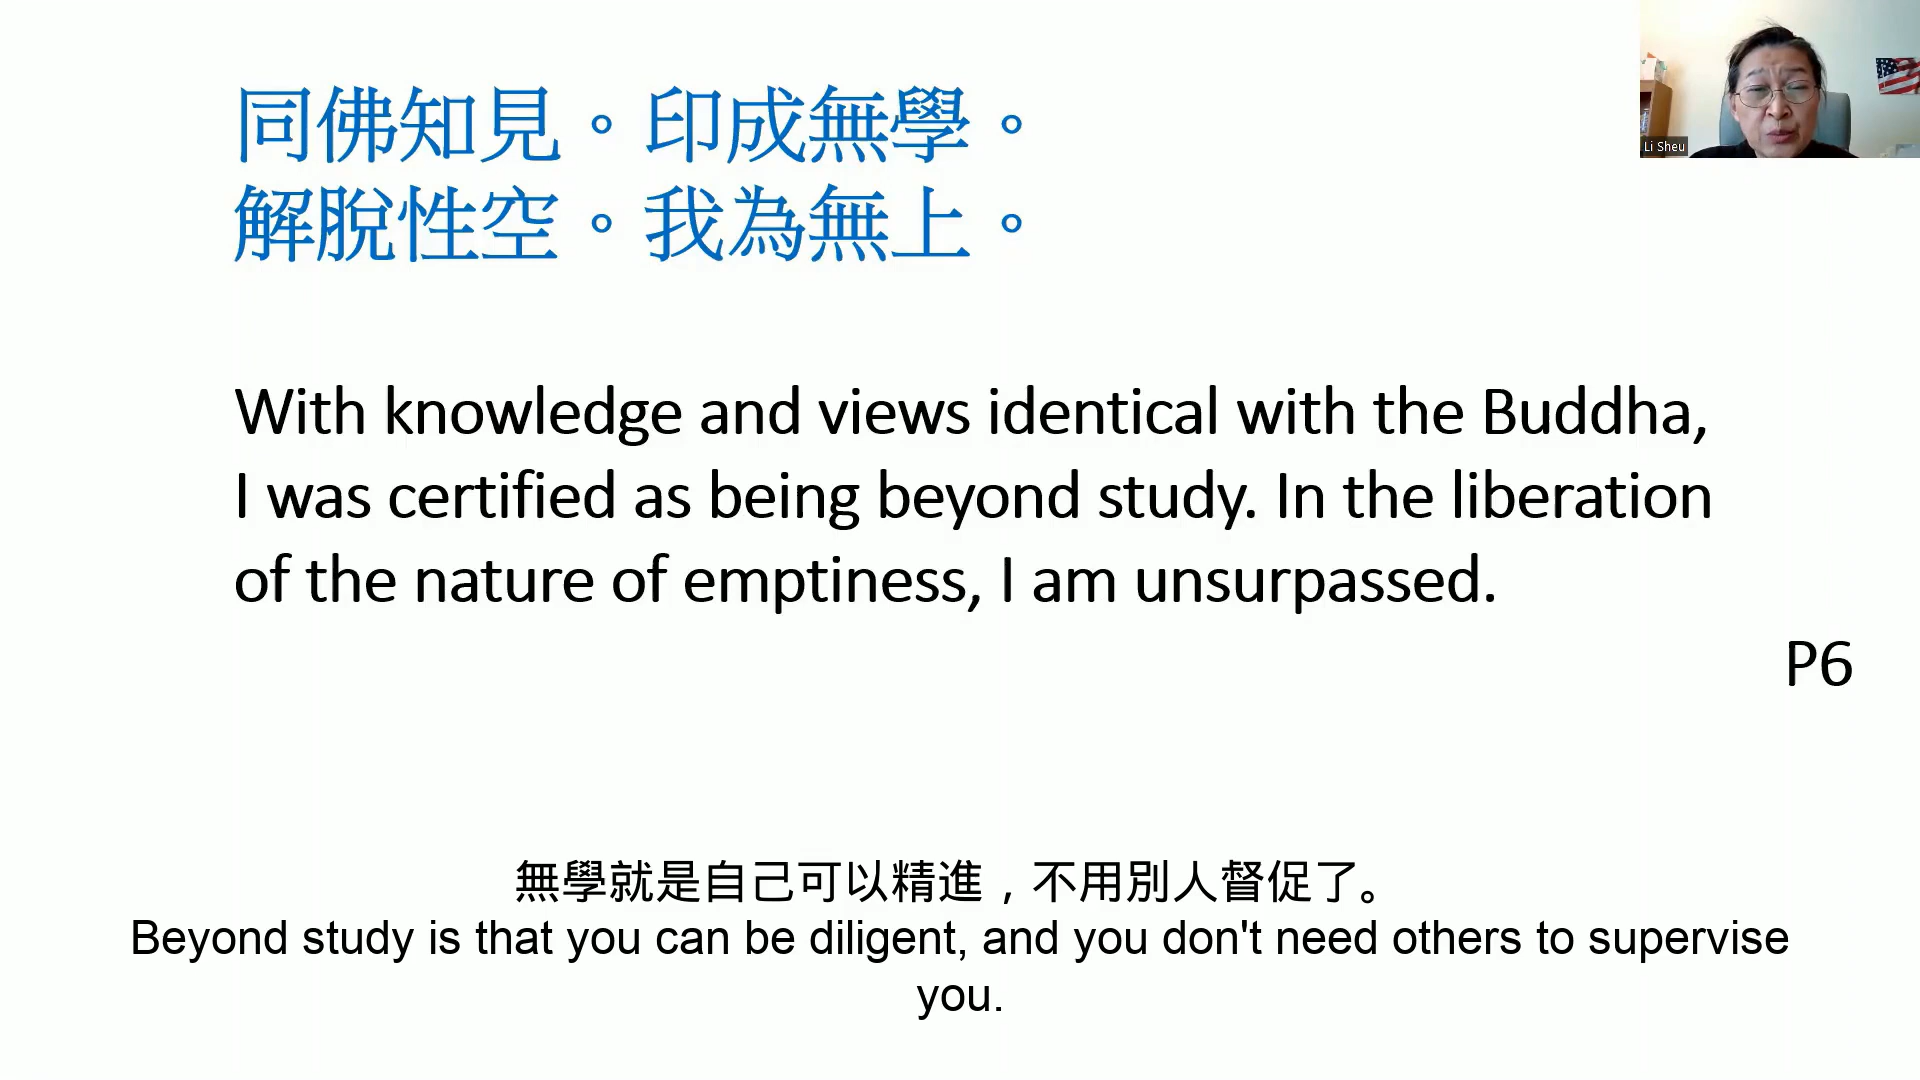 同佛知見。印成無學。
解脫性空。我為無上。
Li Sheu
With knowledge and views identical with the Buddha,
I was certified as being beyond study. In the liberation
of the nature of emptiness, I am unsurpassed.
P6
無學就是自己可以精進，不用別人督促了。
Beyond study is that you can be diligent, and you don't need others to supervise
you.